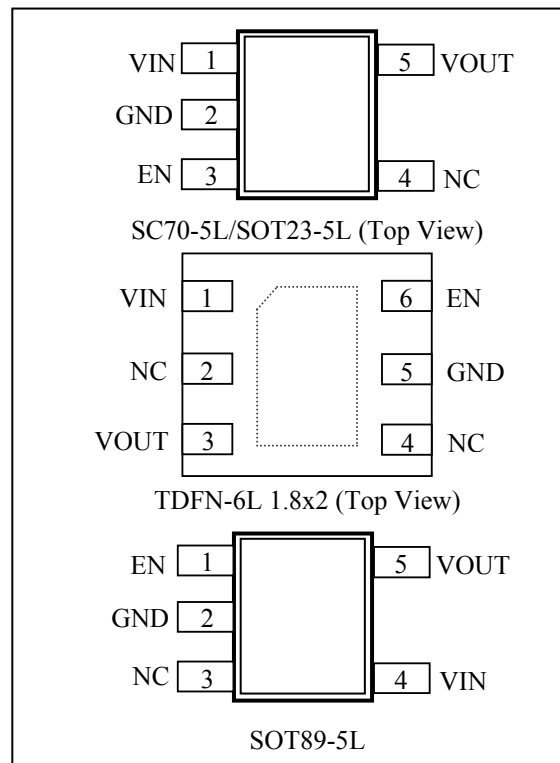 VIN 1 5 VOUT
GND 2
EN 3 4 NC
SC70-5L/SOT23-5L (Top View)
VIN 1 6 EN
NC 2 5 GND
VOUT 3 4 NC
TDFN-6L 1.8x2 (Top View)
EN 1 5 VOUT
GND 2
NC 3 4 VIN
SOT89-5L